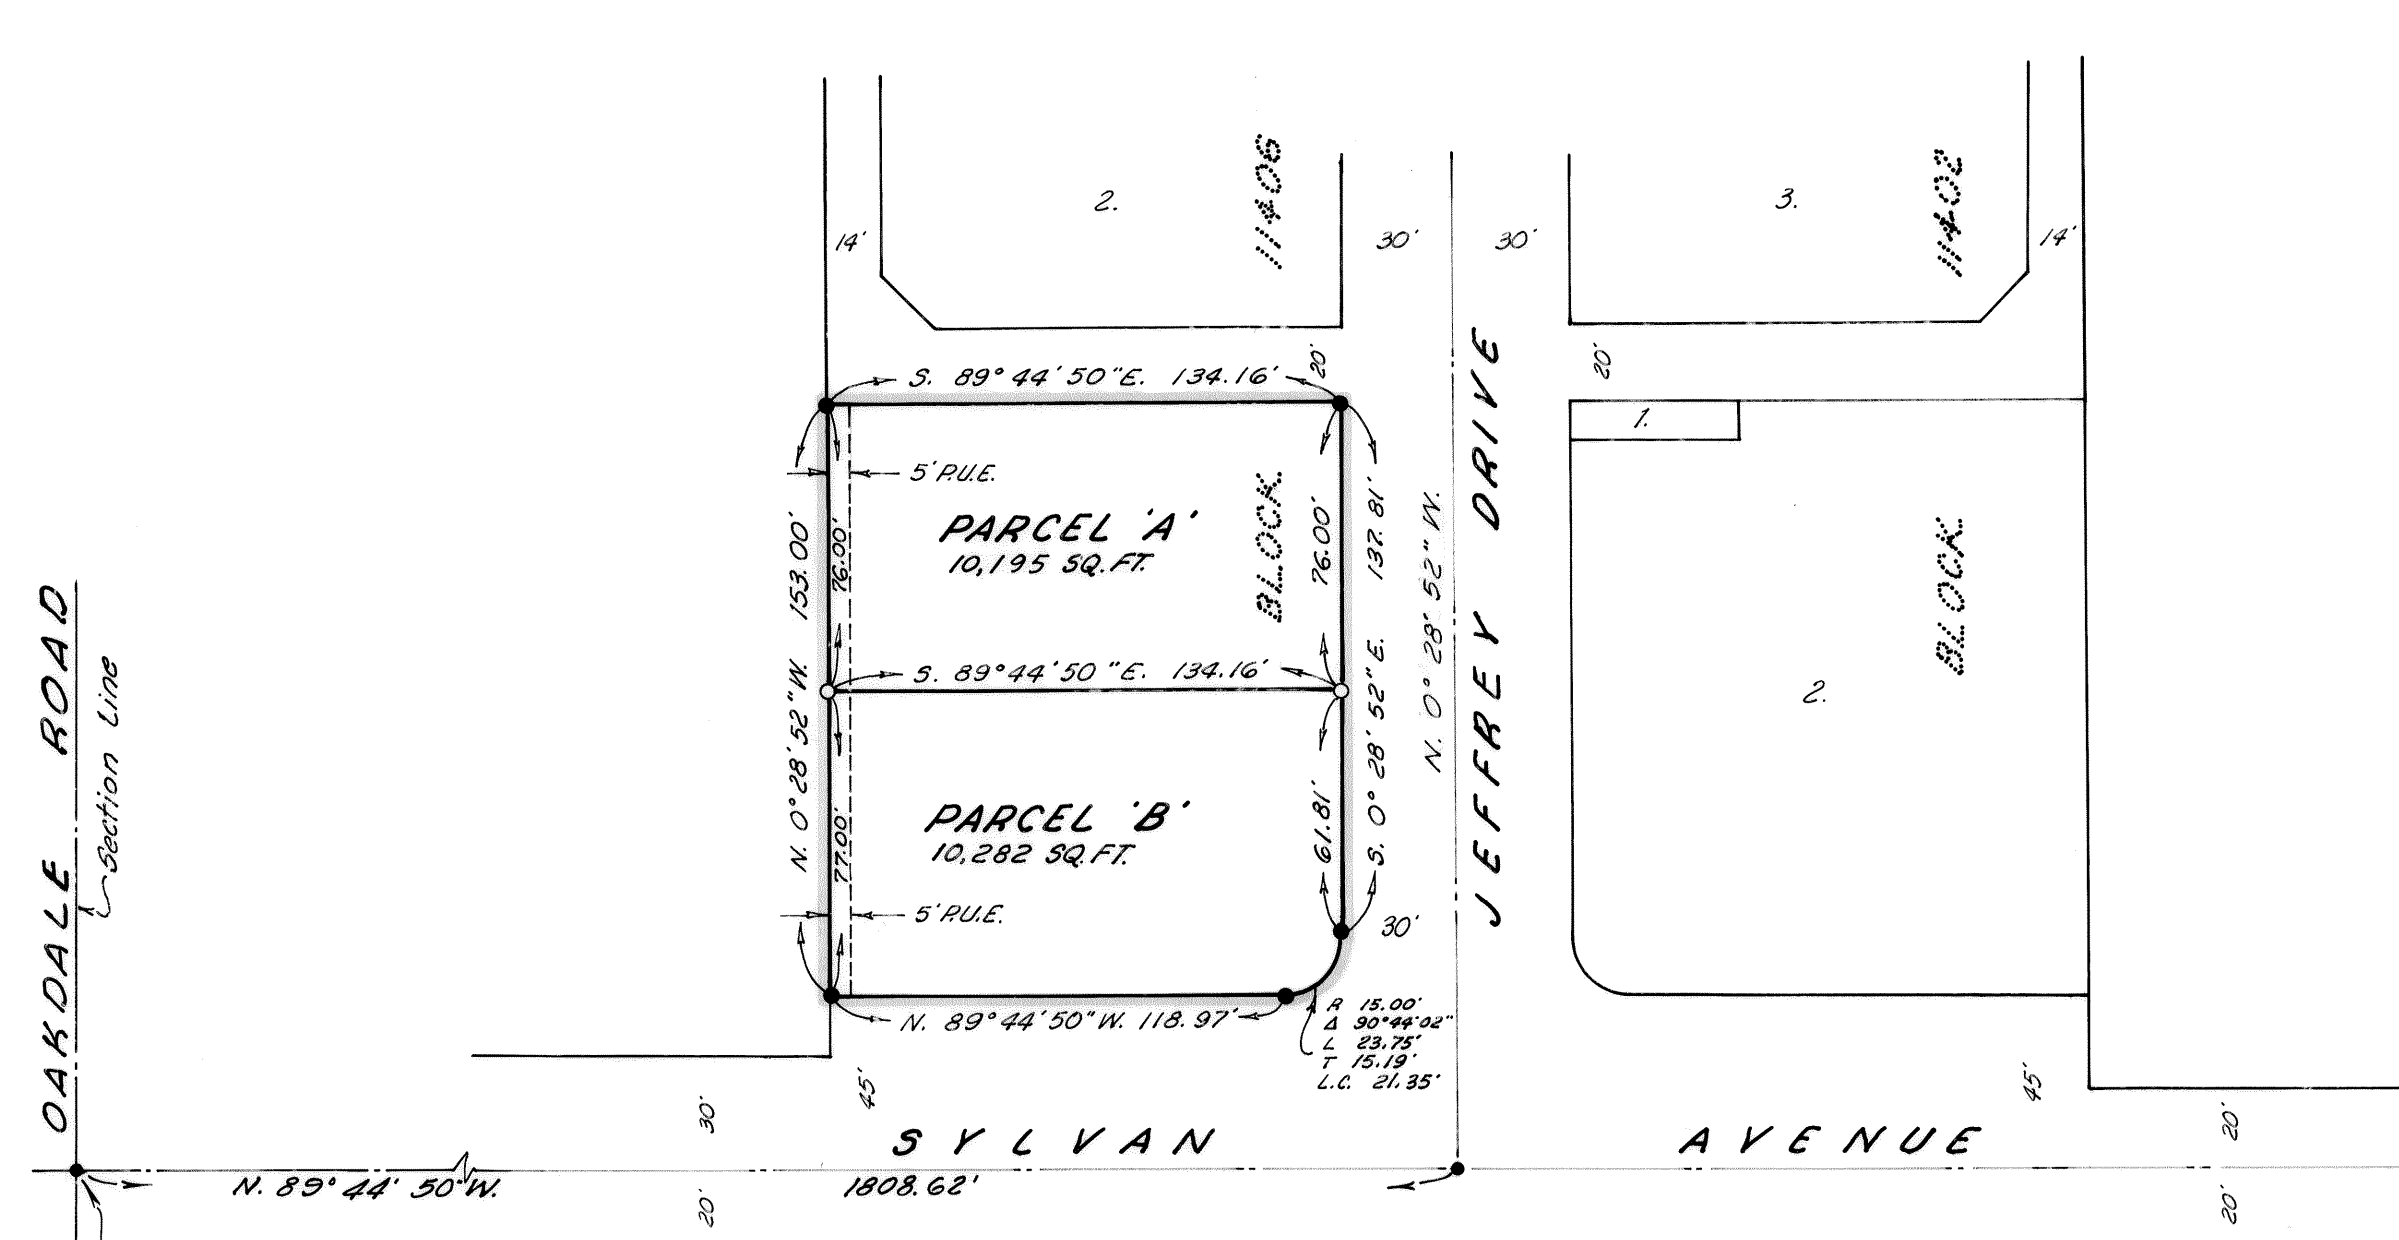 11406
11402
2.
3.
14'
30'
30'
14'
20'
20'
S. 89° 44' 50" E. 134.16'
1.
5' P.U.E.
PARCEL 'A'
10,195 SQ. FT.
BLOCK
76.00'
76.00'
N. 0° 28' 52" W. 153.00'
S. 0° 28' 52" E. 137.81'
N. 0° 28' 52" W.
JEFFREY DRIVE
BLOCK
2.
S. 89° 44' 50" E. 134.16'
OAKDALE ROAD
Section Line
PARCEL 'B'
10,282 SQ. FT.
77.00'
61.81'
5' P.U.E.
30'
N. 89° 44' 50" W. 118.97'
R 15.00'
Δ 90° 44' 02"
L 23.75'
T 15.19'
L.C. 21.35'
30'
45'
45'
20'
SYLVAN AVENUE
N. 89° 44' 50" W. 1808.62'
20'
20'